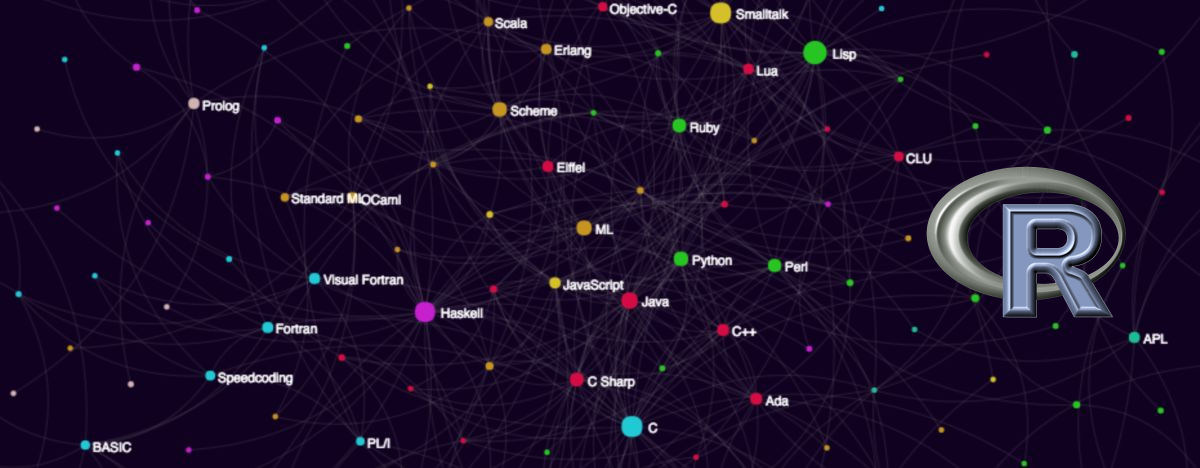 Objective-C
Smalltalk
Scala
Erlang
Lisp
Lua
Prolog
Scheme
Ruby
CLU
Eiffel
Standard ML
OCaml
ML
R
Python
Perl
Visual Fortran
JavaScript
Java
Haskell
Fortran
C++
APL
Speedcoding
C Sharp
Ada
C
BASIC
PL/I